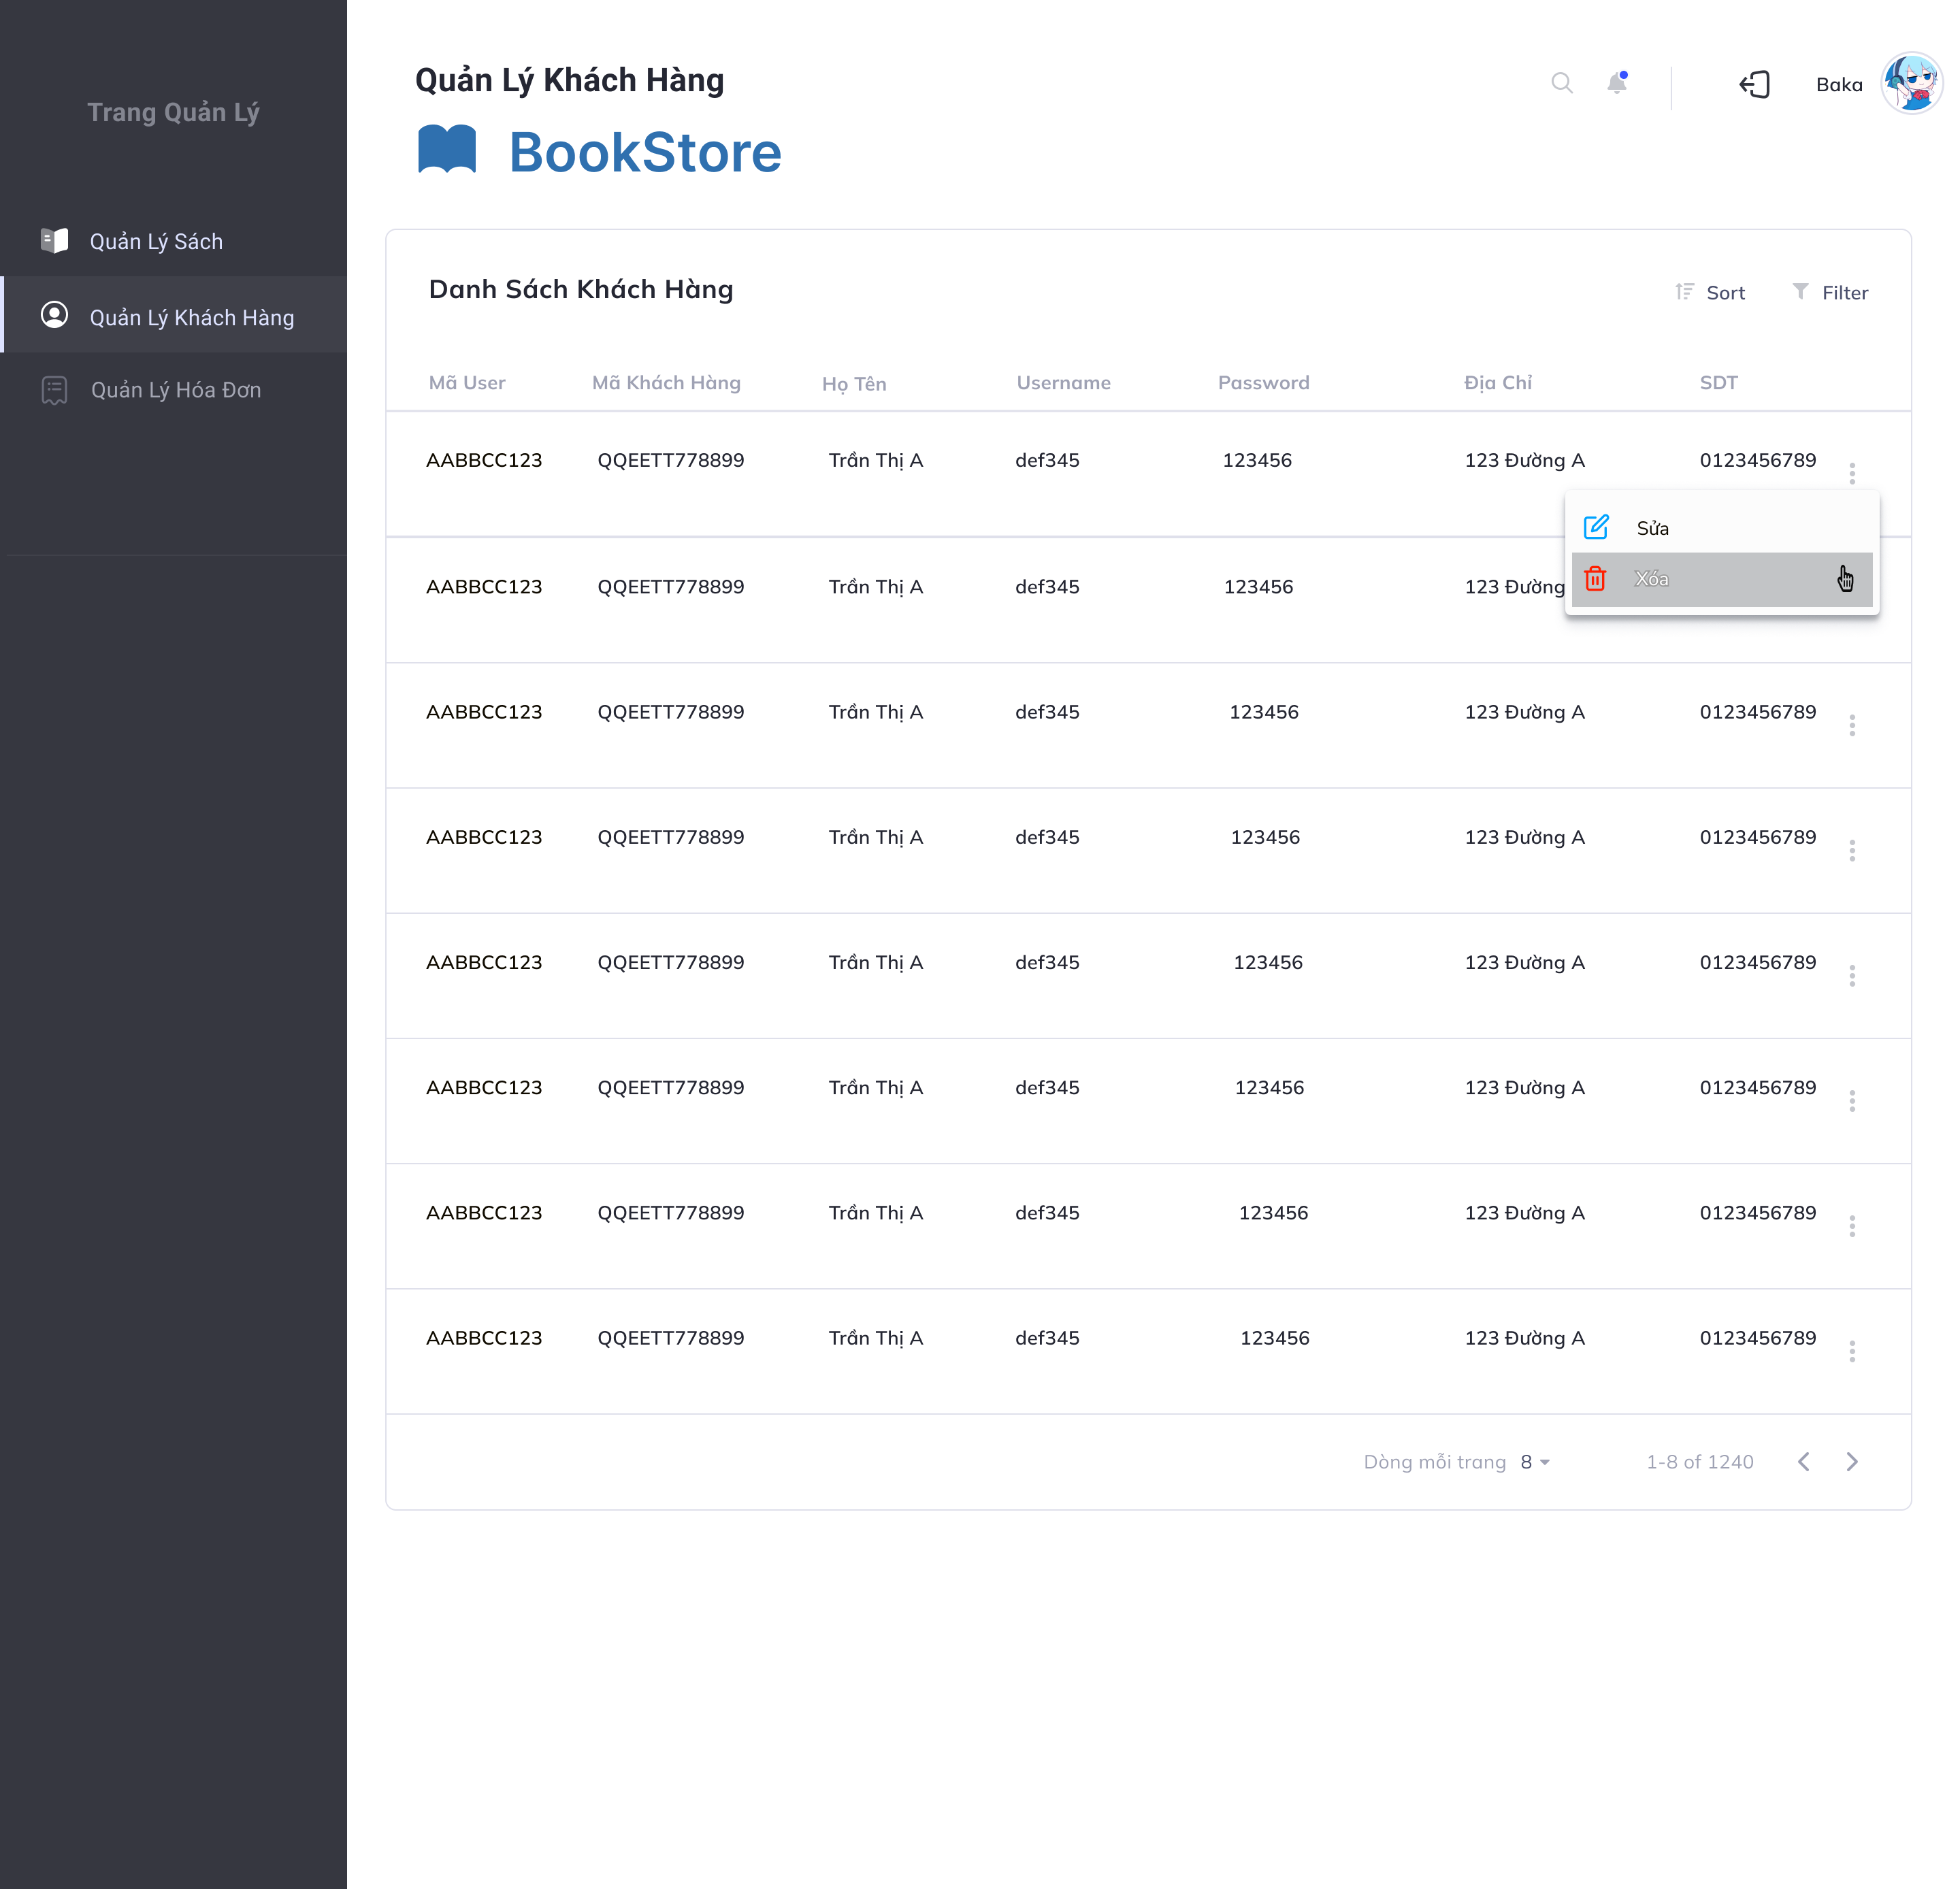 Trang Quản Lý
Quản Lý Sách
Quản Lý Khách Hàng
Quản Lý Hóa Đơn
Quản Lý Khách Hàng
Baka
BookStore
Danh Sách Khách Hàng
Sort Filter
Mã User Mã Khách Hàng Họ Tên Username Password Địa Chỉ SDT
AABBCC123 QQEETT778899 Trần Thị A def345 123456 123 Đường A 0123456789
Sửa
Xóa
AABBCC123 QQEETT778899 Trần Thị A def345 123456 123 Đường
AABBCC123 QQEETT778899 Trần Thị A def345 123456 123 Đường A 0123456789
AABBCC123 QQEETT778899 Trần Thị A def345 123456 123 Đường A 0123456789
AABBCC123 QQEETT778899 Trần Thị A def345 123456 123 Đường A 0123456789
AABBCC123 QQEETT778899 Trần Thị A def345 123456 123 Đường A 0123456789
AABBCC123 QQEETT778899 Trần Thị A def345 123456 123 Đường A 0123456789
AABBCC123 QQEETT778899 Trần Thị A def345 123456 123 Đường A 0123456789
Dòng mỗi trang 8 1-8 of 1240